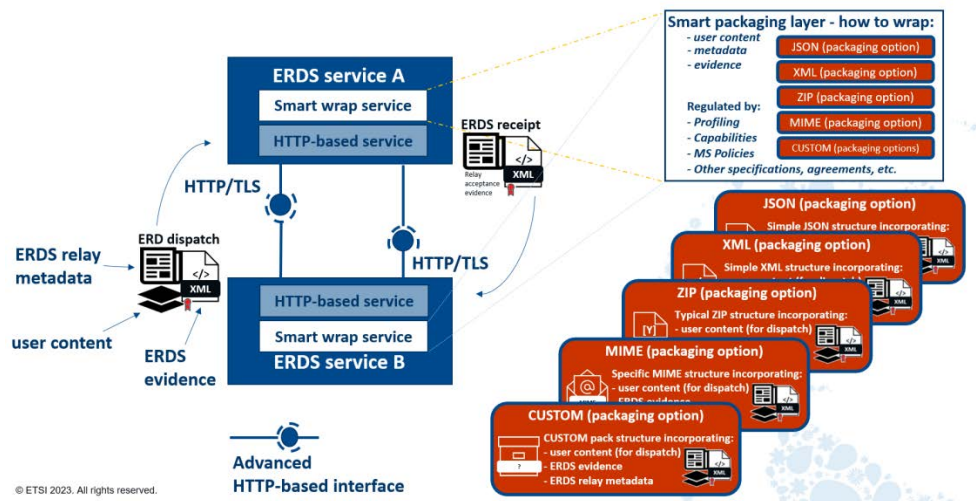 Smart packaging layer - how to wrap:
- user content
- metadata
- evidence
JSON (packaging option)
XML (packaging option)
ZIP (packaging option)
MIME (packaging option)
CUSTOM (packaging options)
Regulated by:
- Profiling
- Capabilities
- MS Policies
- Other specifications, agreements, etc.
ERDS service A
Smart wrap service
HTTP-based service
ERDS receipt
</>
XML
Relay
acceptance
evidence
HTTP/TLS
ERD dispatch
</>
XML
ERDS relay
metadata
user content
ERDS
evidence
HTTP/TLS
HTTP-based service
Smart wrap service
ERDS service B
Advanced
HTTP-based interface
JSON (packaging option)
Simple JSON structure incorporating:
</>
XML
XML (packaging option)
Simple XML structure incorporating:
</>
XML
ZIP (packaging option)
Typical ZIP structure incorporating:
- user content (for dispatch)
[Y]
</>
XML
MIME (packaging option)
Specific MIME structure incorporating:
- user content (for dispatch)
- ERDS evidence
@
</>
XML
CUSTOM (packaging option)
CUSTOM pack structure incorporating:
- user content (for dispatch)
- ERDS evidence
- ERDS relay metadata
?
</>
XML
© ETSI 2023. All rights reserved.